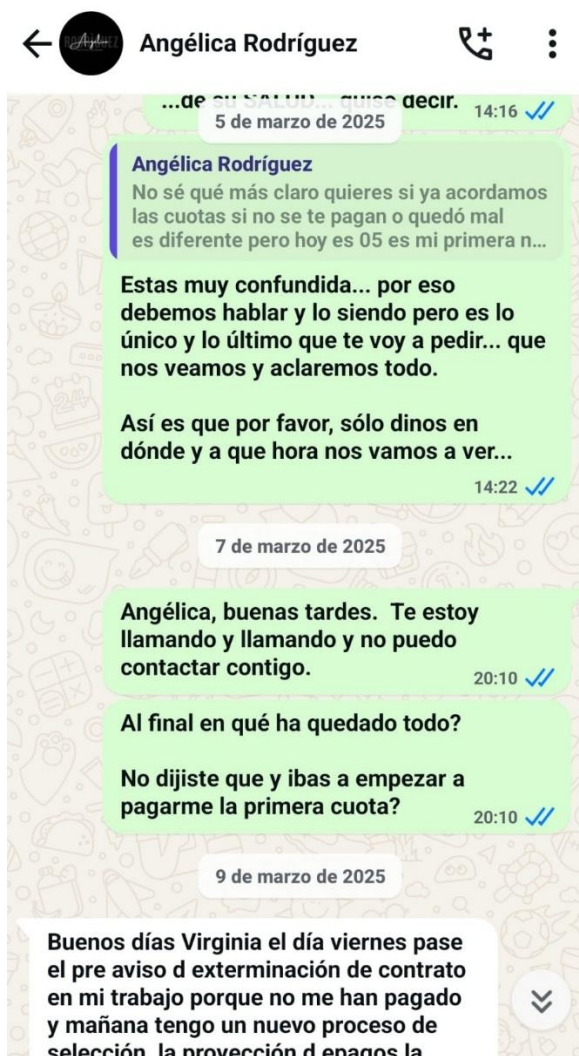 Angélica Rodríguez
...de su SALUD... quise decir. 14:16
5 de marzo de 2025
Angélica Rodríguez
No sé qué más claro quieres si ya acordamos
las cuotas si no se te pagan o quedó mal
es diferente pero hoy es 05 es mi primera n...
Estas muy confundida... por eso
debemos hablar y lo siendo pero es lo
único y lo último que te voy a pedir... que
nos veamos y aclaremos todo.
Así es que por favor, sólo dinos en
dónde y a que hora nos vamos a ver...
14:22
7 de marzo de 2025
Angélica, buenas tardes. Te estoy
llamando y llamando y no puedo
contactar contigo.
20:10
Al final en qué ha quedado todo?
No dijiste que y ibas a empezar a
pagarme la primera cuota?
20:10
9 de marzo de 2025
Buenos días Virginia el día viernes pase
el pre aviso d exterminación de contrato
en mi trabajo porque no me han pagado
y mañana tengo un nuevo proceso de
selección, la proyección d epagos la